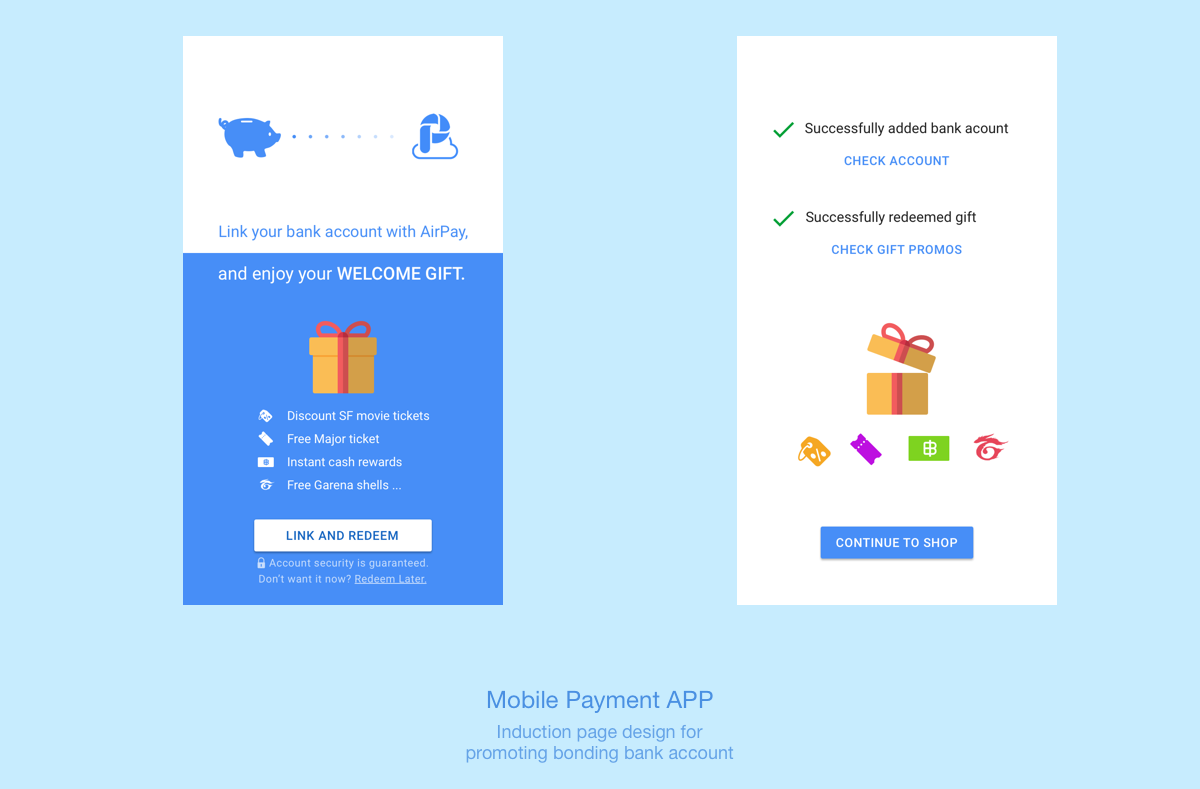 Link your bank account with AirPay,
and enjoy your WELCOME GIFT.
Discount SF movie tickets
Free Major ticket
Instant cash rewards
Free Garena shells ...
LINK AND REDEEM
Account security is guaranteed.
Don't want it now? Redeem Later.
Successfully added bank acount
CHECK ACCOUNT
Successfully redeemed gift
CHECK GIFT PROMOS
CONTINUE TO SHOP
Mobile Payment APP
Induction page design for
promoting bonding bank account